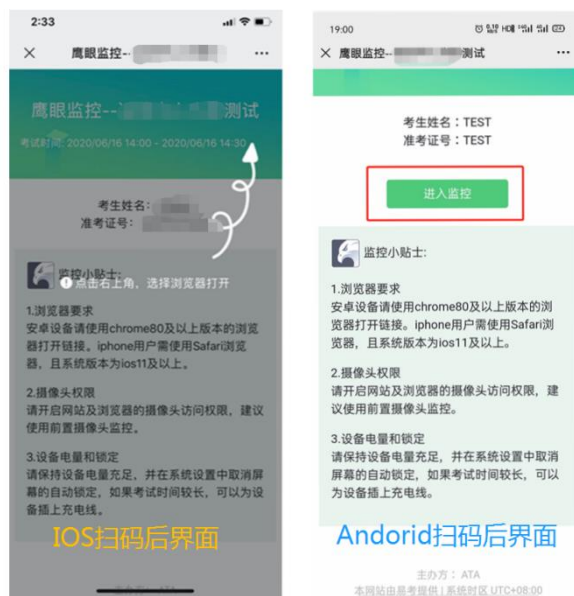 2:33
鹰眼监控--
鹰眼监控-- 测试
考试时间: 2020/06/16 14:00 - 2020/06/16 14:30
考生姓名:
准考证号:
监控小贴士:
点击右上角，选择浏览器打开
1.浏览器要求
安卓设备请使用chrome80及以上版本的浏览
器打开链接。iphone用户需使用Safari浏览
器，且系统版本为ios11及以上。
2.摄像头权限
请开启网站及浏览器的摄像头访问权限，建议
使用前置摄像头监控。
3.设备电量和锁定
请保持设备电量充足，并在系统设置中取消屏
幕的自动锁定，如果考试时间较长，可以为设
备插上充电线。
IOS扫码后界面
主办方： ATA
19:00
鹰眼监控-- 测试
考生姓名：TEST
准考证号：TEST
进入监控
监控小贴士:
1.浏览器要求
安卓设备请使用chrome80及以上版本的浏
览器打开链接。iphone用户需使用Safari浏
览器，且系统版本为ios11及以上。
2.摄像头权限
请开启网站及浏览器的摄像头访问权限，建
议使用前置摄像头监控。
3.设备电量和锁定
请保持设备电量充足，并在系统设置中取消
屏幕的自动锁定，如果考试时间较长，可以
为设备插上充电线。
Andorid扫码后界面
主办方： ATA
本网站由易考提供 | 系统时区 UTC+08:00